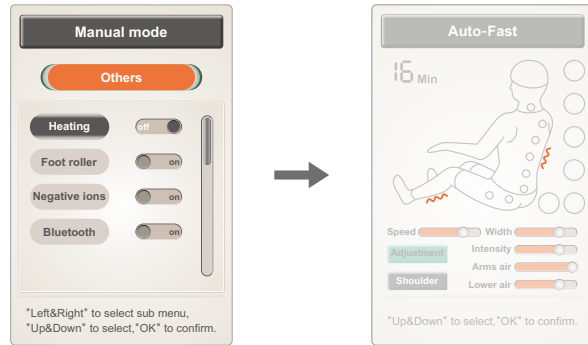 Manual mode
Others
Heating
off
Foot roller
on
Negative ions
on
Bluetooth
on
"Left&Right" to select sub menu,
"Up&Down" to select,"OK" to confirm.
Auto-Fast
16 Min
Speed
Width
Adjustment
Intensity
Arms air
Shoulder
Lower air
"Up&Down" to select,"OK" to confirm.